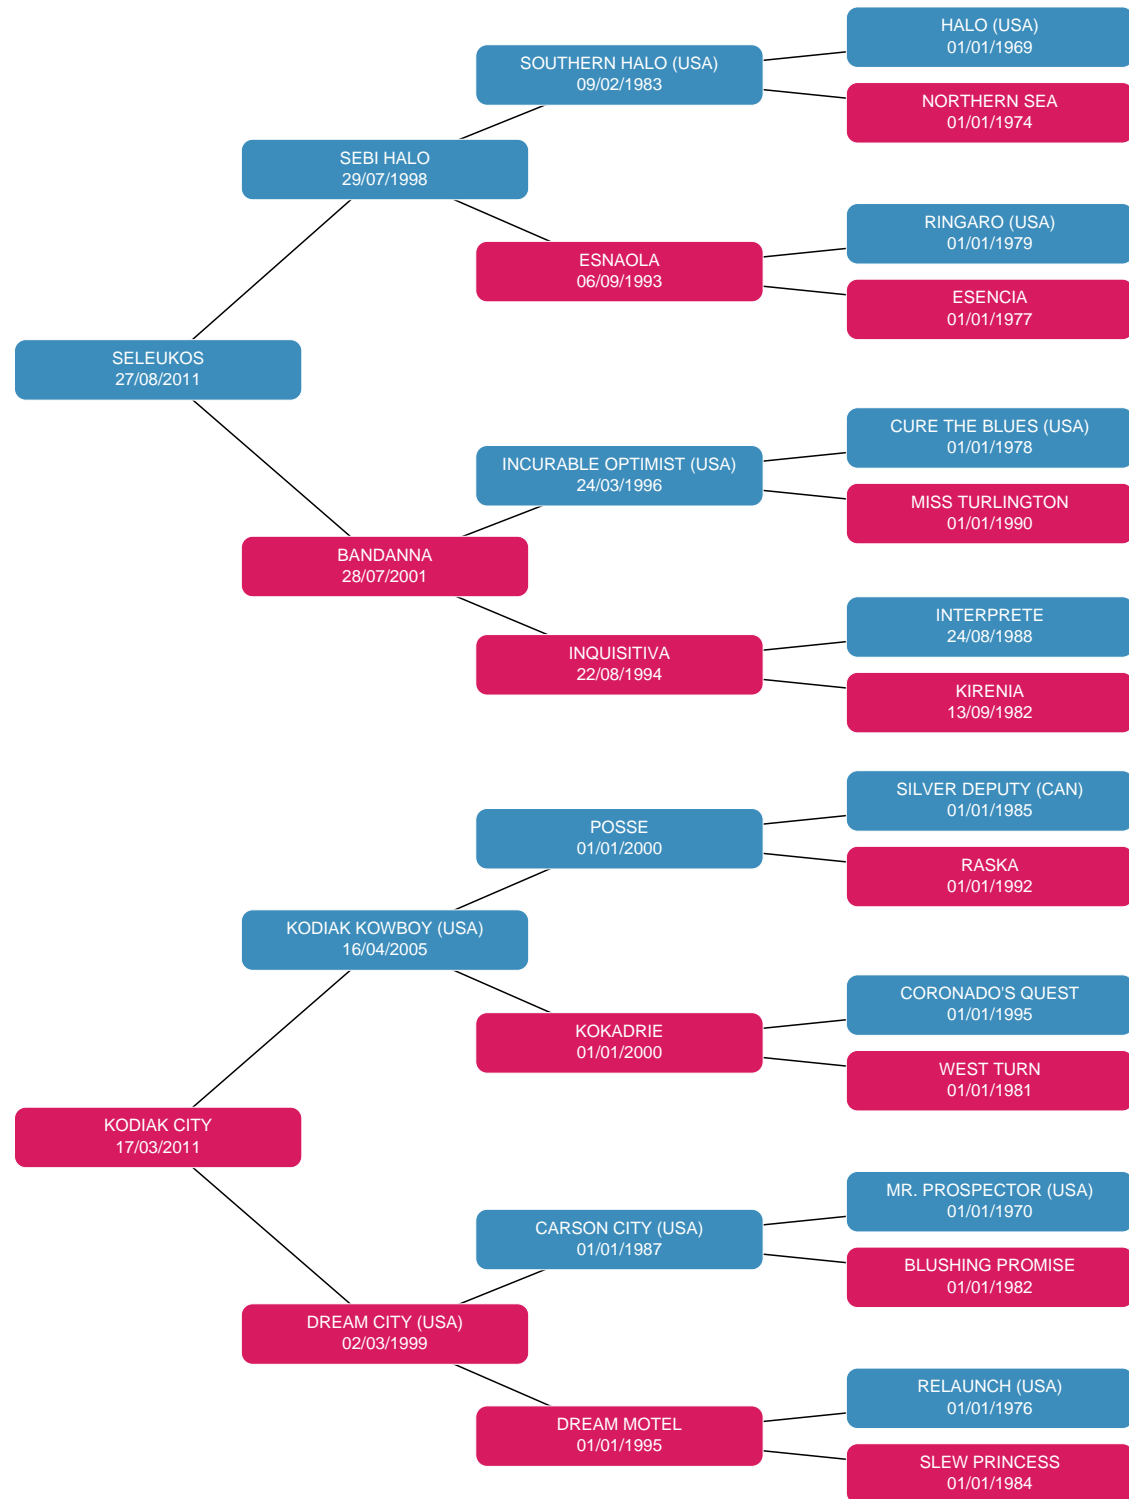 HALO (USA)
01/01/1969
SOUTHERN HALO (USA)
09/02/1983
NORTHERN SEA
01/01/1974
SEBI HALO
29/07/1998
RINGARO (USA)
01/01/1979
ESNAOLA
06/09/1993
ESENCIA
01/01/1977
SELEUKOS
27/08/2011
CURE THE BLUES (USA)
01/01/1978
INCURABLE OPTIMIST (USA)
24/03/1996
MISS TURLINGTON
01/01/1990
BANDANNA
28/07/2001
INTERPRETE
24/08/1988
INQUISITIVA
22/08/1994
KIRENIA
13/09/1982
SILVER DEPUTY (CAN)
01/01/1985
POSSE
01/01/2000
RASKA
01/01/1992
KODIAK KOWBOY (USA)
16/04/2005
CORONADO'S QUEST
01/01/1995
KOKADRIE
01/01/2000
WEST TURN
01/01/1981
KODIAK CITY
17/03/2011
MR. PROSPECTOR (USA)
01/01/1970
CARSON CITY (USA)
01/01/1987
BLUSHING PROMISE
01/01/1982
DREAM CITY (USA)
02/03/1999
RELAUNCH (USA)
01/01/1976
DREAM MOTEL
01/01/1995
SLEW PRINCESS
01/01/1984